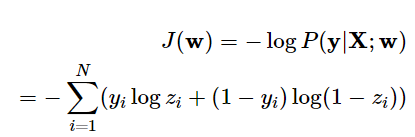 J(w) = − log P(y|X; w)
= − ∑_{i=1}^{N} (y_i log z_i + (1 − y_i) log(1 − z_i))